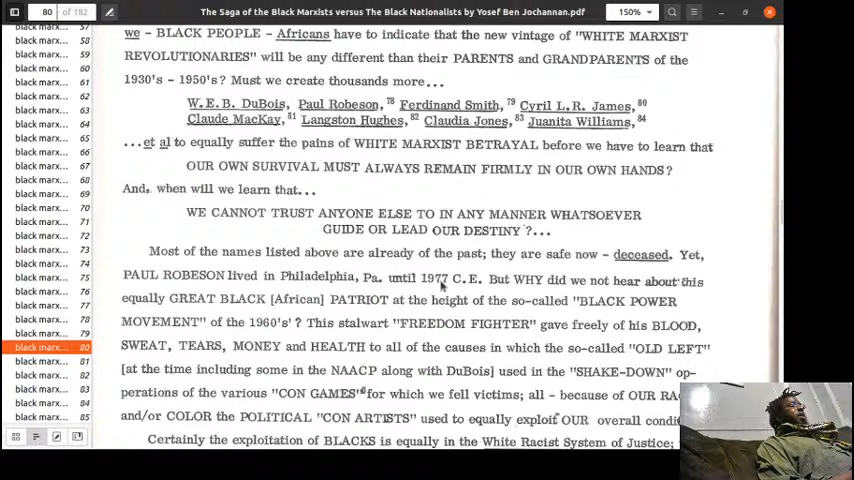 The Saga of the Black Marxists versus The Black Nationalists by Yosef Ben Jochannan.pdf
80 of 182
150%
black marx... 57
black marx... 58
black marx... 59
black marx... 60
black marx... 61
black marx... 62
black marx... 63
black marx... 64
black marx... 65
black marx... 66
black marx... 67
black marx... 68
black marx... 69
black marx... 70
black marx... 71
black marx... 72
black marx... 73
black marx... 74
black marx... 75
black marx... 76
black marx... 77
black marx... 78
black marx... 79
black marx... 80
black marx... 81
black marx... 82
black marx... 83
black marx... 84
black marx... 85
we - BLACK PEOPLE - Africans have to indicate that the new vintage of "WHITE MARXIST
REVOLUTIONARIES" will be any different than their PARENTS and GRANDPARENTS of the
1930's - 1950's? Must we create thousands more...
W.E.B. DuBois, Paul Robeson, 78 Ferdinand Smith, 79 Cyril L.R. James, 80
Claude MacKay, 81 Langston Hughes, 82 Claudia Jones, 83 Juanita Williams, 84
...et al to equally suffer the pains of WHITE MARXIST BETRAYAL before we have to learn that
OUR OWN SURVIVAL MUST ALWAYS REMAIN FIRMLY IN OUR OWN HANDS?
And, when will we learn that...
WE CANNOT TRUST ANYONE ELSE TO IN ANY MANNER WHATSOEVER
GUIDE OR LEAD OUR DESTINY ?...
Most of the names listed above are already of the past; they are safe now - deceased. Yet,
PAUL ROBESON lived in Philadelphia, Pa. until 1977 C.E. But WHY did we not hear about this
equally GREAT BLACK [African] PATRIOT at the height of the so-called "BLACK POWER
MOVEMENT" of the 1960's'? This stalwart "FREEDOM FIGHTER" gave freely of his BLOOD,
SWEAT, TEARS, MONEY and HEALTH to all of the causes in which the so-called "OLD LEFT"
[at the time including some in the NAACP along with DuBois] used in the "SHAKE-DOWN" op-
perations of the various "CON GAMES" for which we fell victims; all - because of OUR
and/or COLOR the POLITICAL "CON ARTISTS" used to equally exploit OUR overall
Certainly the exploitation of BLACKS is equally in the White Racist System of Justice;